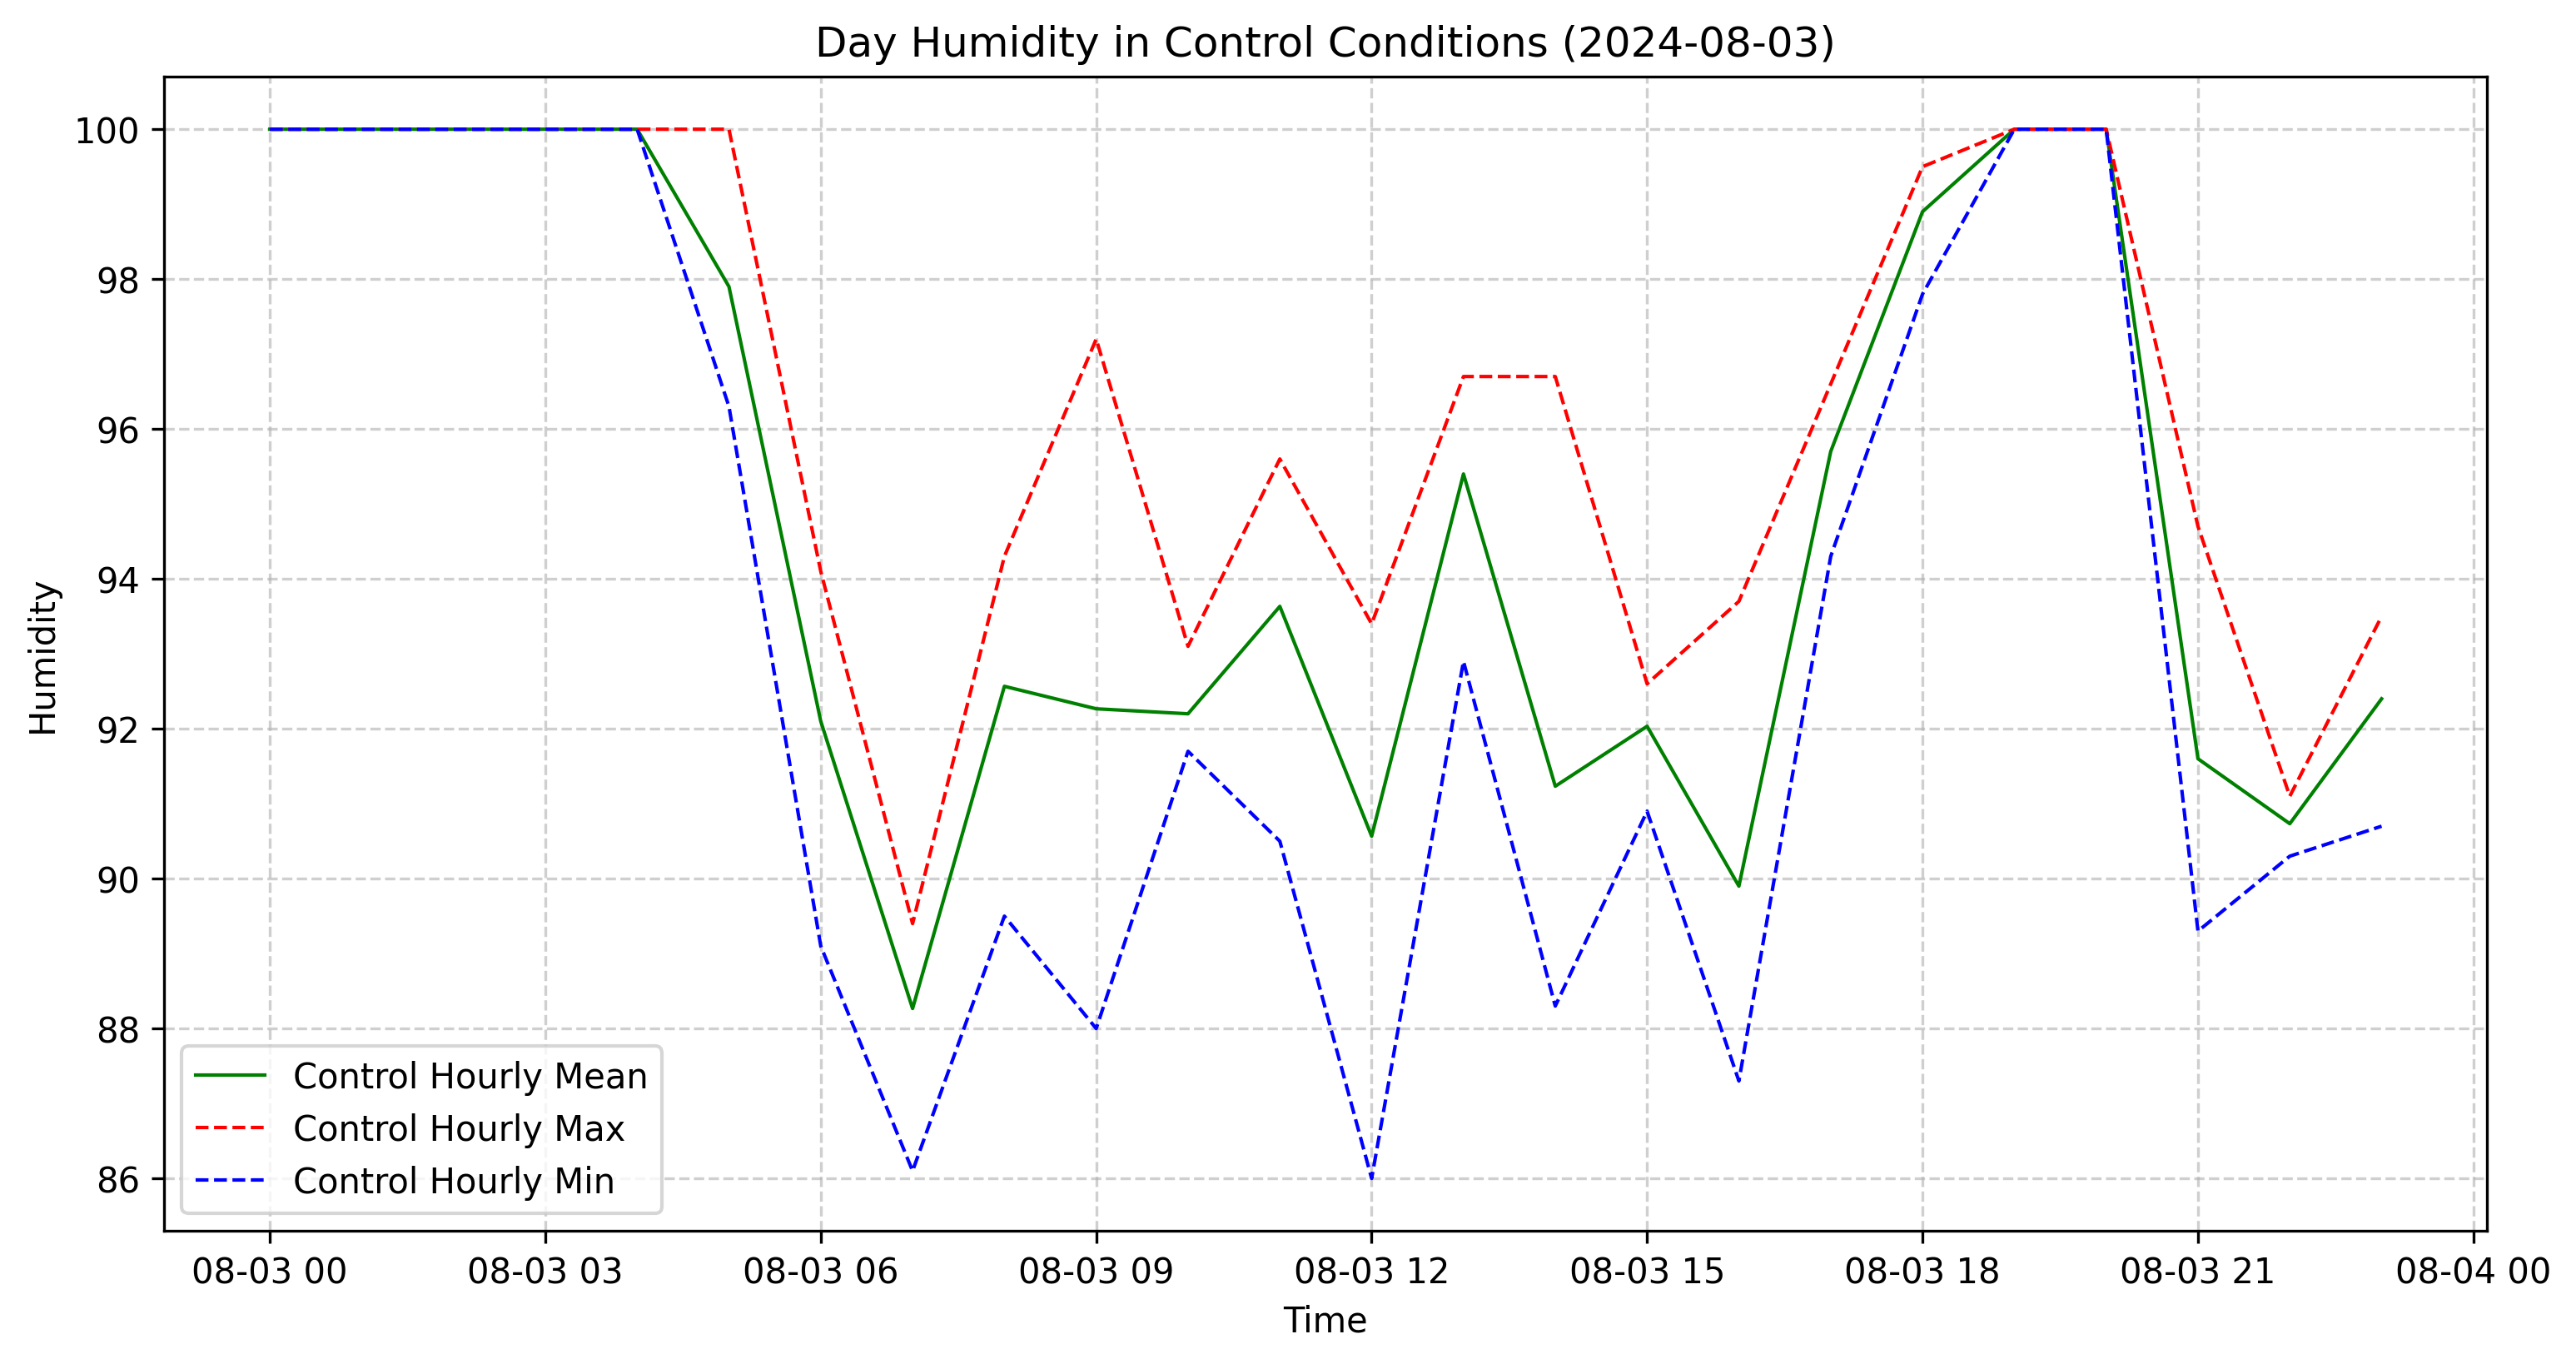 Day Humidity in Control Conditions (2024-08-03)
100
98
96
94
92
90
88
86
Humidity
Control Hourly Mean
Control Hourly Max
Control Hourly Min
08-03 00 08-03 03 08-03 06 08-03 09 08-03 12 08-03 15 08-03 18 08-03 21 08-04 00
Time